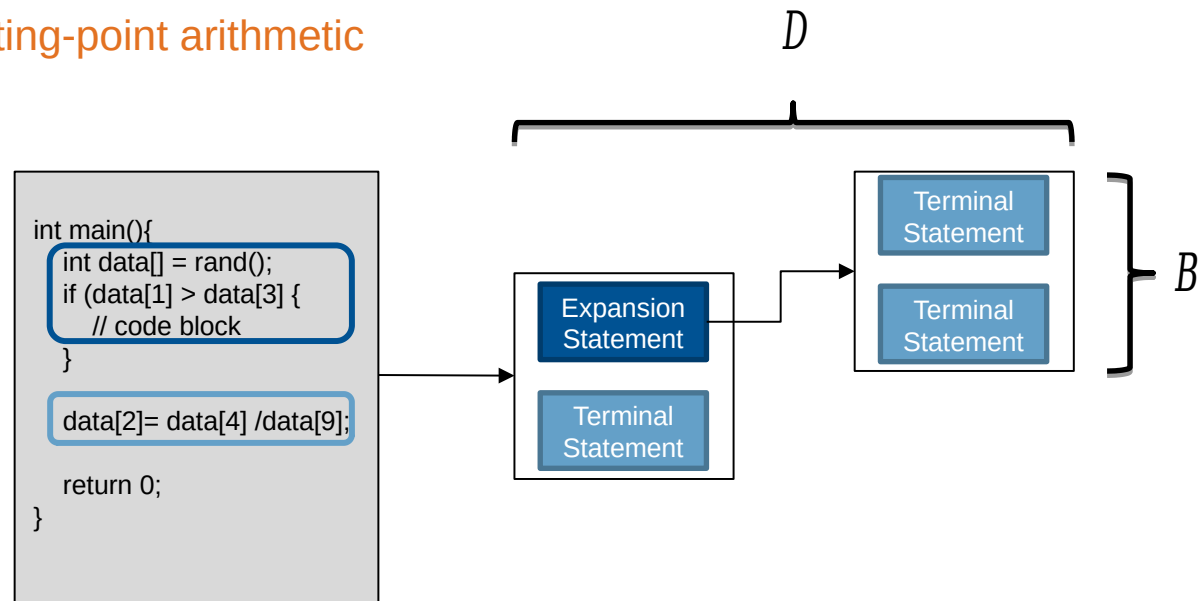 ting-point arithmetic
D
int main(){
int data[] = rand();
if (data[1] > data[3] {
// code block
}
data[2]= data[4] /data[9];
return 0;
}
Expansion
Statement
Terminal
Statement
Terminal
Statement
Terminal
Statement
B